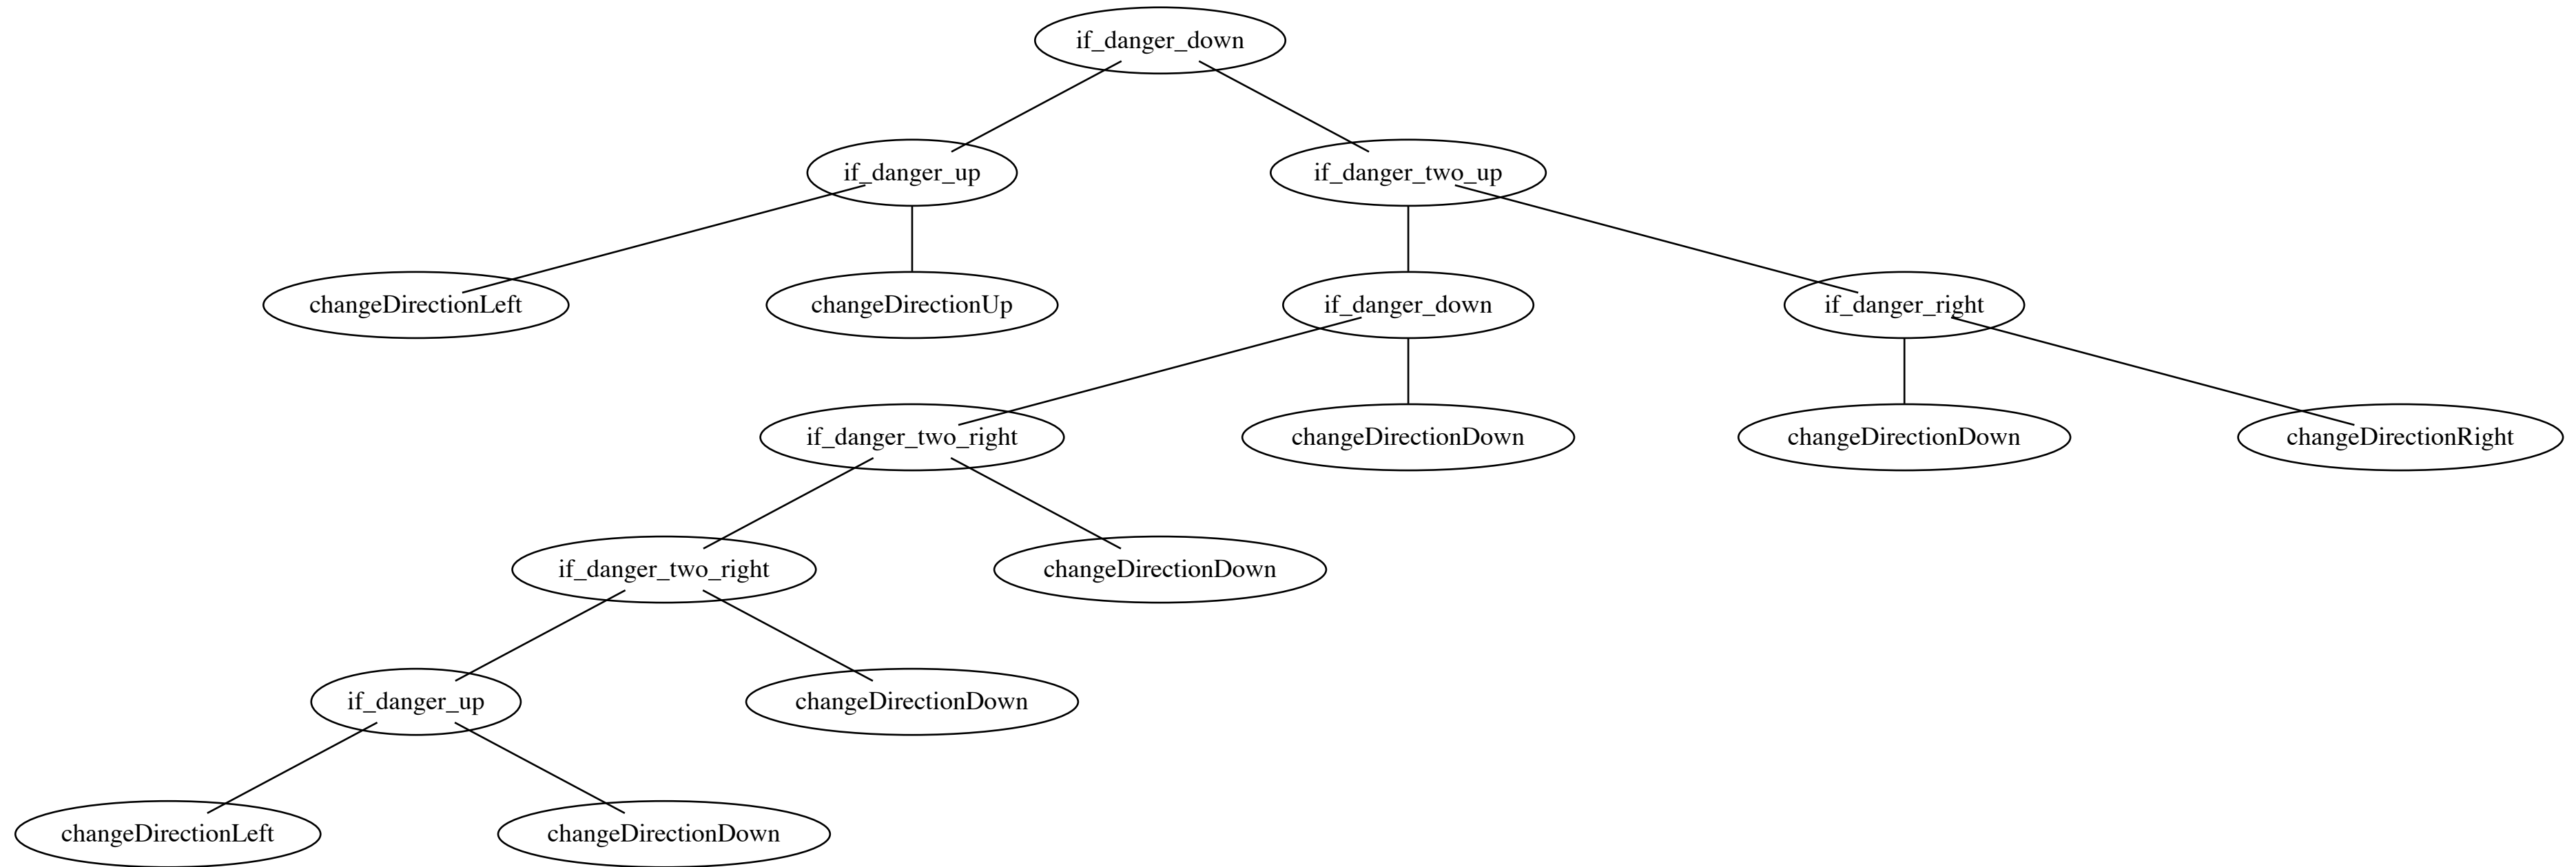 if_danger_down
if_danger_up
if_danger_two_up
changeDirectionLeft
changeDirectionUp
if_danger_down
if_danger_right
if_danger_two_right
changeDirectionDown
changeDirectionDown
changeDirectionRight
if_danger_two_right
changeDirectionDown
if_danger_up
changeDirectionDown
changeDirectionLeft
changeDirectionDown